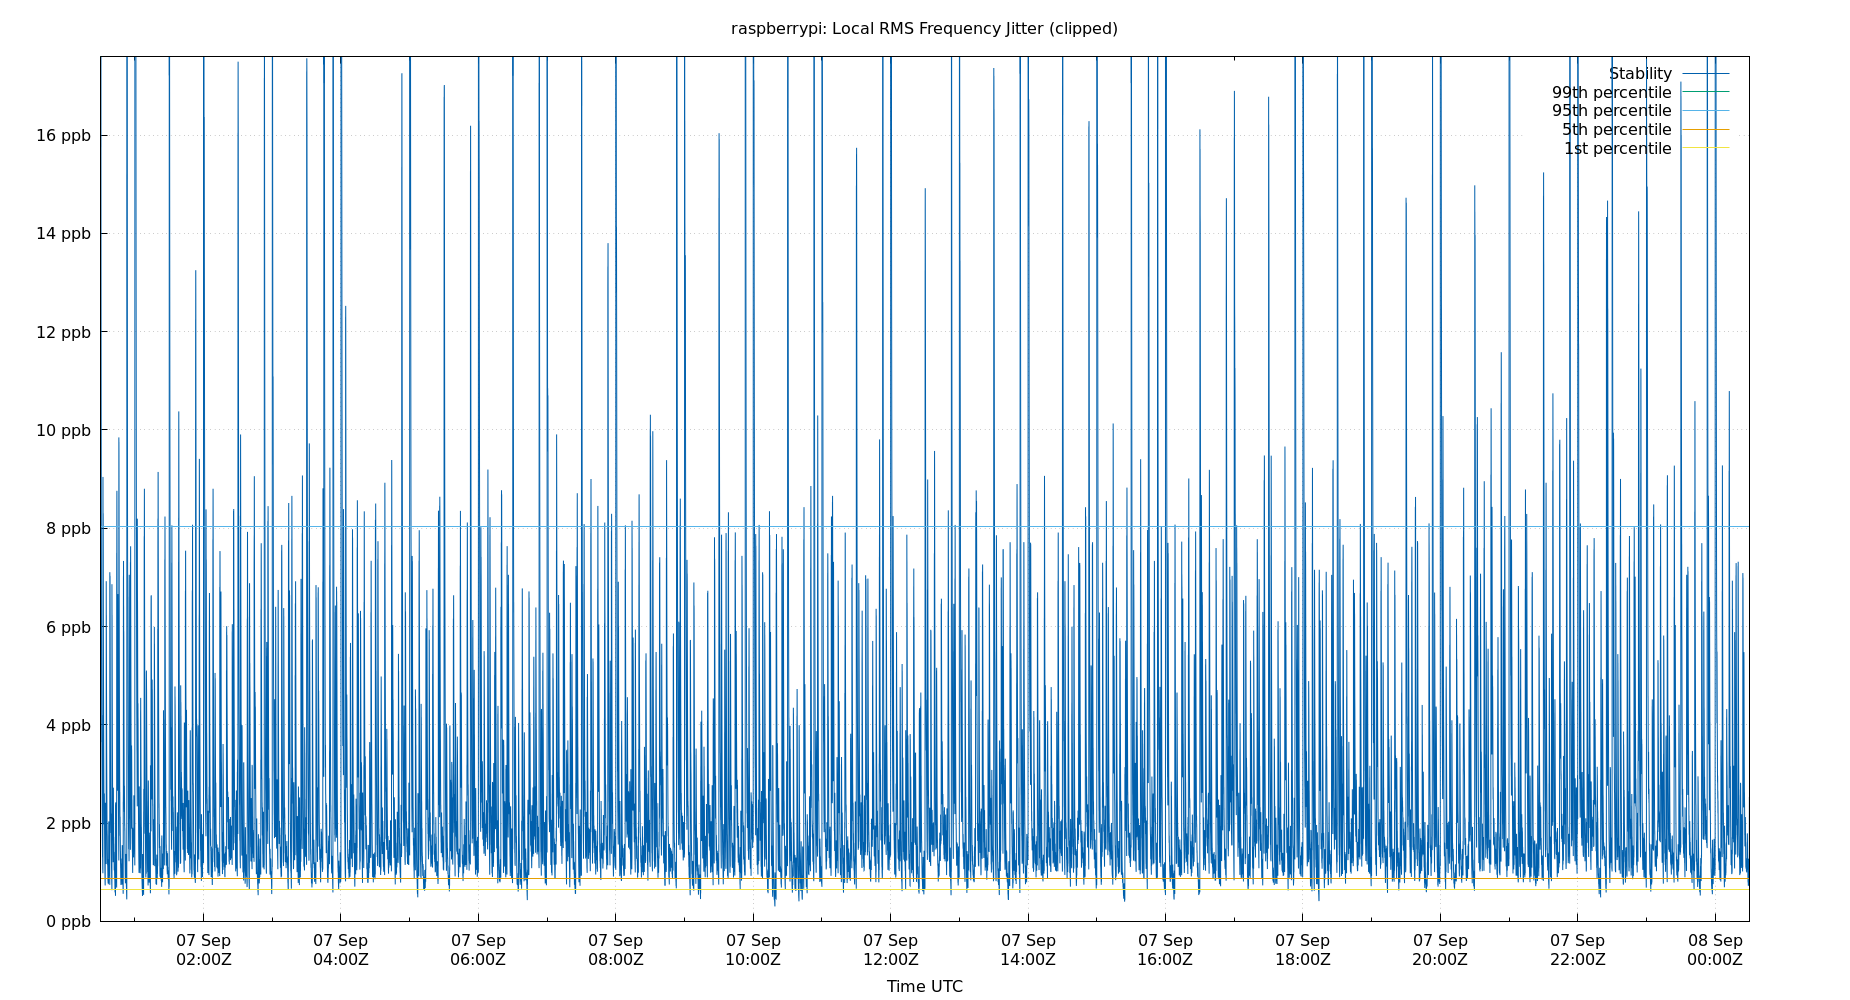 raspberrypi: Local RMS Frequency Jitter (clipped)
Stability
99th percentile
95th percentile
5th percentile
1st percentile
16 ppb
14 ppb
12 ppb
10 ppb
8 ppb
6 ppb
4 ppb
2 ppb
0 ppb
07 Sep 07 Sep 07 Sep 07 Sep 07 Sep 07 Sep 07 Sep 07 Sep 07 Sep 07 Sep 07 Sep 08 Sep
02:00Z 04:00Z 06:00Z 08:00Z 10:00Z 12:00Z 14:00Z 16:00Z 18:00Z 20:00Z 22:00Z 00:00Z
Time UTC